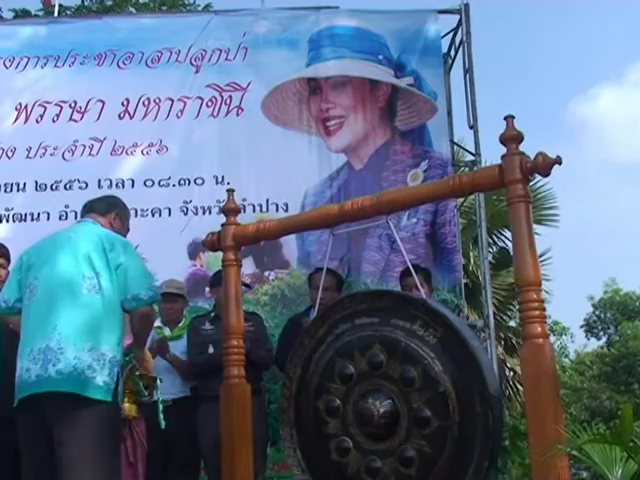 งการประชาอาสาปลูกป่า
พรรษา มหาราชินี
ง ประจำปี ๒๕๕๖
ยน ๒๕๕๖ เวลา ๐๘.๓๐ น.
พัฒนา อำ ะคา จังหวั ลำปาง